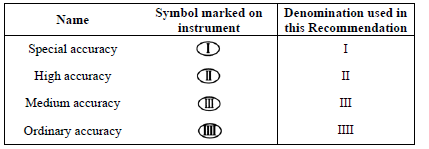 Name Symbol marked on instrument Denomination used in this Recommendation
Special accuracy I I
High accuracy II II
Medium accuracy III III
Ordinary accuracy IIII IIII